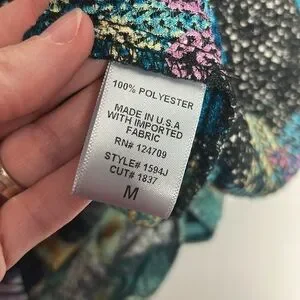 100% POLYESTER
MADE IN U.S.A
WITH IMPORTED
FABRIC
RN# 124709
STYLE# 1594J
CUT# 1837
M